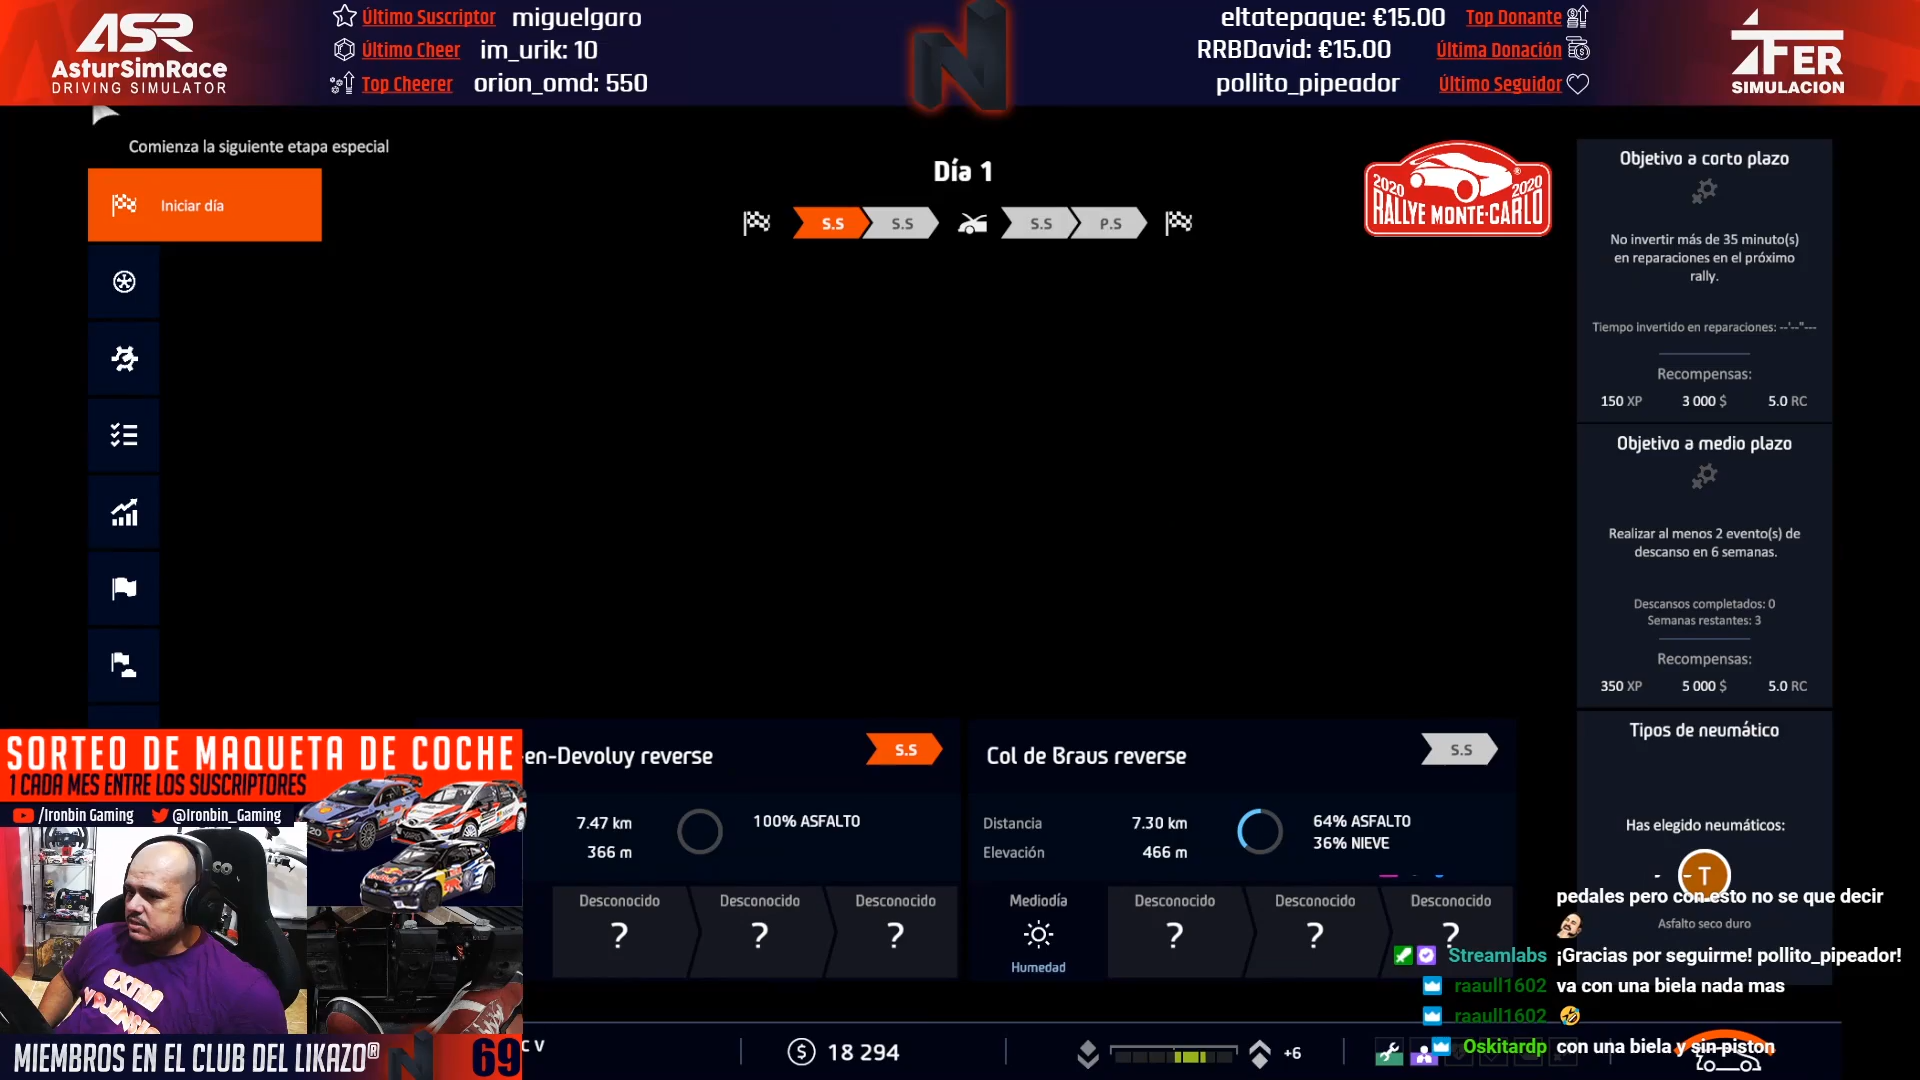 ASR
AsturSimRace
DRIVING SIMULATOR
Último Suscriptor miguelgaro
Último Cheer im_urik: 10
Top Cheerer orion_omd: 550
N
eltatepaque: €15.00 Top Donante
RRBDavid: €15.00 Última Donación
pollito_pipeador Último Seguidor
FER
SIMULACION
Comienza la siguiente etapa especial
Iniciar día
Día 1
S.S
S.S
S.S
P.S
2020 2020
RALLYE MONTE-CARLO
Objetivo a corto plazo
No invertir más de 35 minuto(s)
en reparaciones en el próximo
rally.
Tiempo invertido en reparaciones: --'--"---
Recompensas:
150 XP 3 000 $ 5.0 RC
Objetivo a medio plazo
Realizar al menos 2 evento(s) de
descanso en 6 semanas.
Descansos completados: 0
Semanas restantes: 3
Recompensas:
350 XP 5 000 $ 5.0 RC
Tipos de neumático
Has elegido neumáticos:
T
Asfalto seco duro
-en-Devoluy reverse S.S
7.47 km
366 m
100% ASFALTO
Desconocido Desconocido Desconocido
? ? ?
Col de Braus reverse S.S
Distancia 7.30 km
Elevación 466 m
64% ASFALTO
36% NIEVE
Mediodía
Humedad
Desconocido Desconocido Desconocido
? ? ?
SORTEO DE MAQUETA DE COCHE
1 CADA MES ENTRE LOS SUSCRIPTORES
/Ironbin Gaming @Ironbin_Gaming
EXTRA
MIEMBROS EN EL CLUB DEL LIKAZO® 69
C V
18 294
+6
pedales pero con esto no se que decir
Streamlabs ¡Gracias por seguirme! pollito_pipeador!
raaull1602 va con una biela nada mas
raaull1602 🤣
Oskitardp con una biela y sin piston